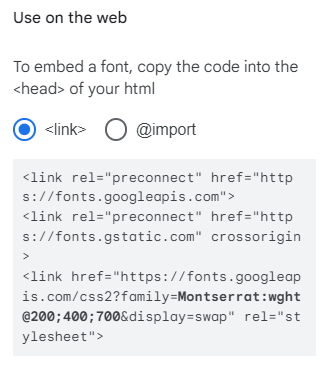 Use on the web
To embed a font, copy the code into the
<head> of your html
<link> @import
<link rel="preconnect" href="http
s://fonts.googleapis.com">
<link rel="preconnect" href="http
s://fonts.gstatic.com" crossorigin
>
<link href="https://fonts.googleap
is.com/css2?family=Montserrat:wght
@200;400;700&display=swap" rel="st
ylesheet">